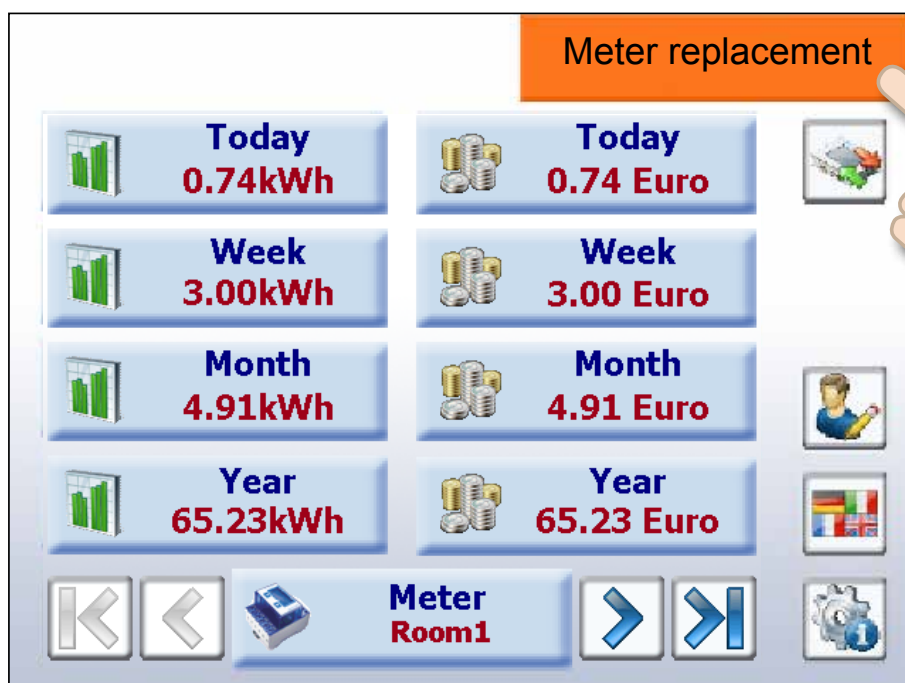 Meter replacement
Today
0.74kWh
Today
0.74 Euro
Week
3.00kWh
Week
3.00 Euro
Month
4.91kWh
Month
4.91 Euro
Year
65.23kWh
Year
65.23 Euro
Meter
Room1